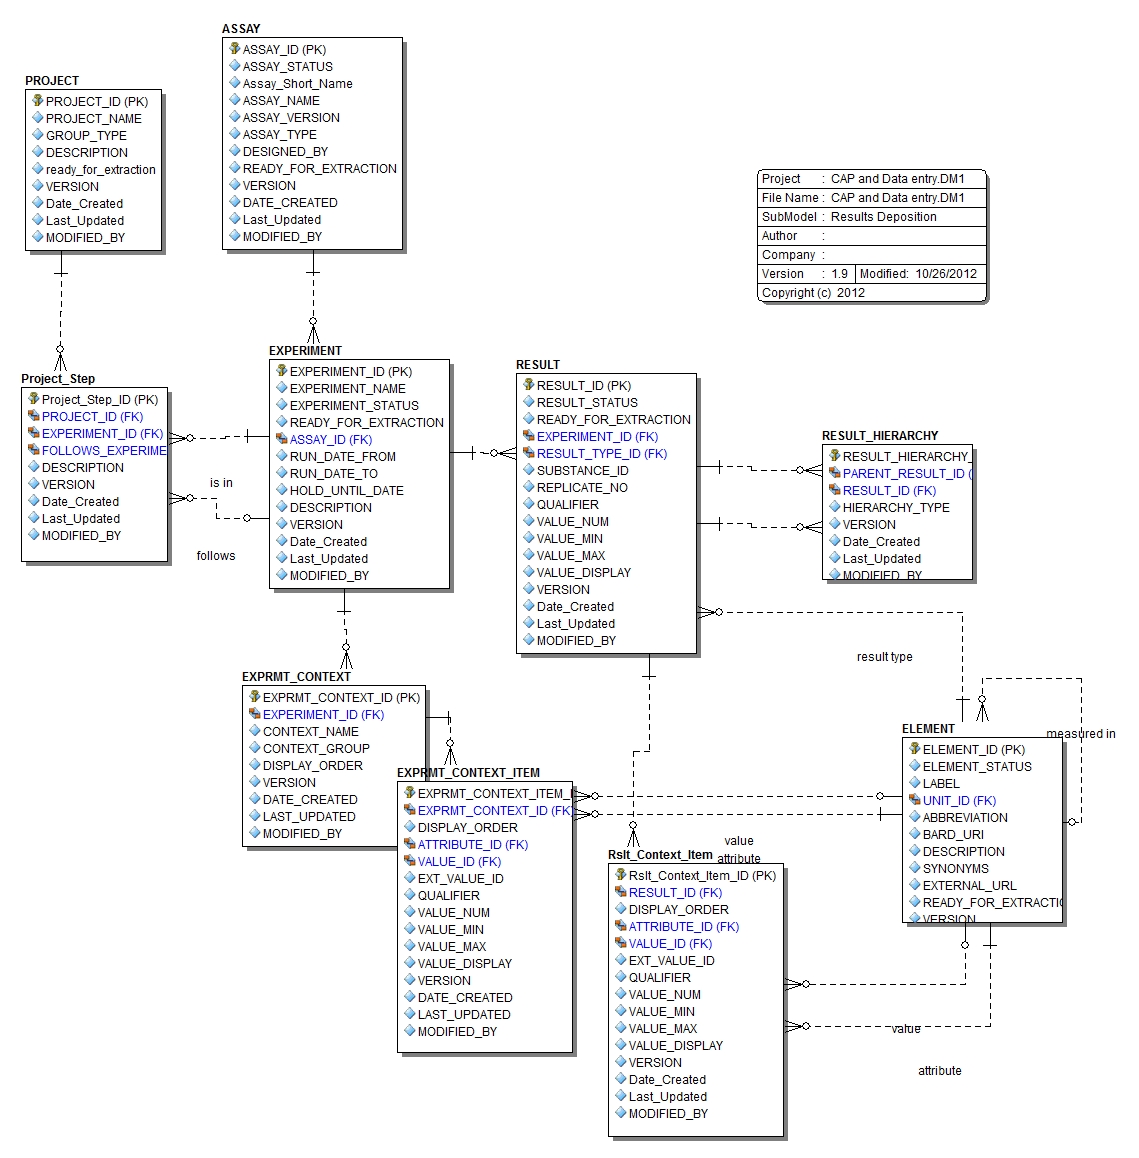 ASSAY
ASSAY_ID (PK)
ASSAY_STATUS
Assay_Short_Name
ASSAY_NAME
ASSAY_VERSION
ASSAY_TYPE
DESIGNED_BY
READY_FOR_EXTRACTION
VERSION
DATE_CREATED
Last_Updated
MODIFIED_BY
PROJECT
PROJECT_ID (PK)
PROJECT_NAME
GROUP_TYPE
DESCRIPTION
ready_for_extraction
VERSION
Date_Created
Last_Updated
MODIFIED_BY
Project : CAP and Data entry.DM1
File Name : CAP and Data entry.DM1
SubModel : Results Deposition
Author :
Company :
Version : 1.9 Modified: 10/26/2012
Copyright (c) 2012
Project_Step
Project_Step_ID (PK)
PROJECT_ID (FK)
EXPERIMENT_ID (FK)
FOLLOWS_EXPERIME
DESCRIPTION
VERSION
Date_Created
Last_Updated
MODIFIED_BY
is in
follows
EXPERIMENT
EXPERIMENT_ID (PK)
EXPERIMENT_NAME
EXPERIMENT_STATUS
READY_FOR_EXTRACTION
ASSAY_ID (FK)
RUN_DATE_FROM
RUN_DATE_TO
HOLD_UNTIL_DATE
DESCRIPTION
VERSION
Date_Created
Last_Updated
MODIFIED_BY
RESULT
RESULT_ID (PK)
RESULT_STATUS
READY_FOR_EXTRACTION
EXPERIMENT_ID (FK)
RESULT_TYPE_ID (FK)
SUBSTANCE_ID
REPLICATE_NO
QUALIFIER
VALUE_NUM
VALUE_MIN
VALUE_MAX
VALUE_DISPLAY
VERSION
Date_Created
Last_Updated
MODIFIED_BY
RESULT_HIERARCHY
RESULT_HIERARCHY_
PARENT_RESULT_ID (
RESULT_ID (FK)
HIERARCHY_TYPE
VERSION
Date_Created
Last_Updated
MODIFIED_BY
result type
EXPRMT_CONTEXT
EXPRMT_CONTEXT_ID (PK)
EXPERIMENT_ID (FK)
CONTEXT_NAME
CONTEXT_GROUP
DISPLAY_ORDER
VERSION
DATE_CREATED
LAST_UPDATED
MODIFIED_BY
EXPRMT_CONTEXT_ITEM
EXPRMT_CONTEXT_ITEM_I
EXPRMT_CONTEXT_ID (FK)
DISPLAY_ORDER
ATTRIBUTE_ID (FK)
VALUE_ID (FK)
EXT_VALUE_ID
QUALIFIER
VALUE_NUM
VALUE_MIN
VALUE_MAX
VALUE_DISPLAY
VERSION
DATE_CREATED
LAST_UPDATED
MODIFIED_BY
value
attribute
ELEMENT
measured in
ELEMENT_ID (PK)
ELEMENT_STATUS
LABEL
UNIT_ID (FK)
ABBREVIATION
BARD_URI
DESCRIPTION
SYNONYMS
EXTERNAL_URL
READY_FOR_EXTRACTIO
VERSION
Rslt_Context_Item
Rslt_Context_Item_ID (PK)
RESULT_ID (FK)
DISPLAY_ORDER
ATTRIBUTE_ID (FK)
VALUE_ID (FK)
EXT_VALUE_ID
QUALIFIER
VALUE_NUM
VALUE_MIN
VALUE_MAX
VALUE_DISPLAY
VERSION
Date_Created
Last_Updated
MODIFIED_BY
value
attribute